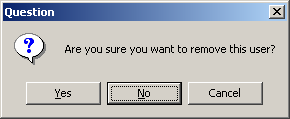 Question
Are you sure you want to remove this user?
Yes No Cancel